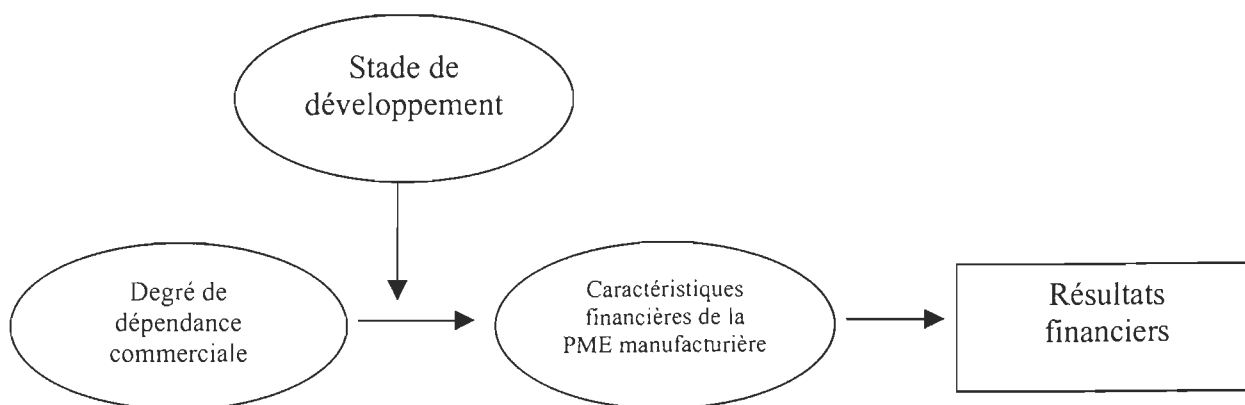 Stade de
développement
Degré de
dépendance
commerciale
Caractéristiques
financières de la
PME manufacturière
Résultats
financiers